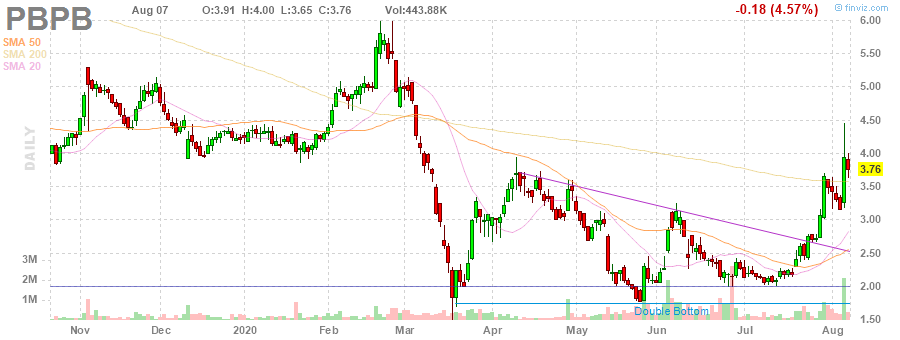 PBPB Aug 07 O:3.91 H:4.00 L:3.65 C:3.76 Vol:443.88K -0.18 (4.57%) © finviz.com
SMA 50
SMA 200
SMA 20
DAILY
6.00
5.50
5.00
4.50
4.00
3.76
3.50
3.00
2.50
2.00
1.50
3M
2M
1M
Double Bottom
Nov Dec 2020 Feb Mar Apr May Jun Jul Aug